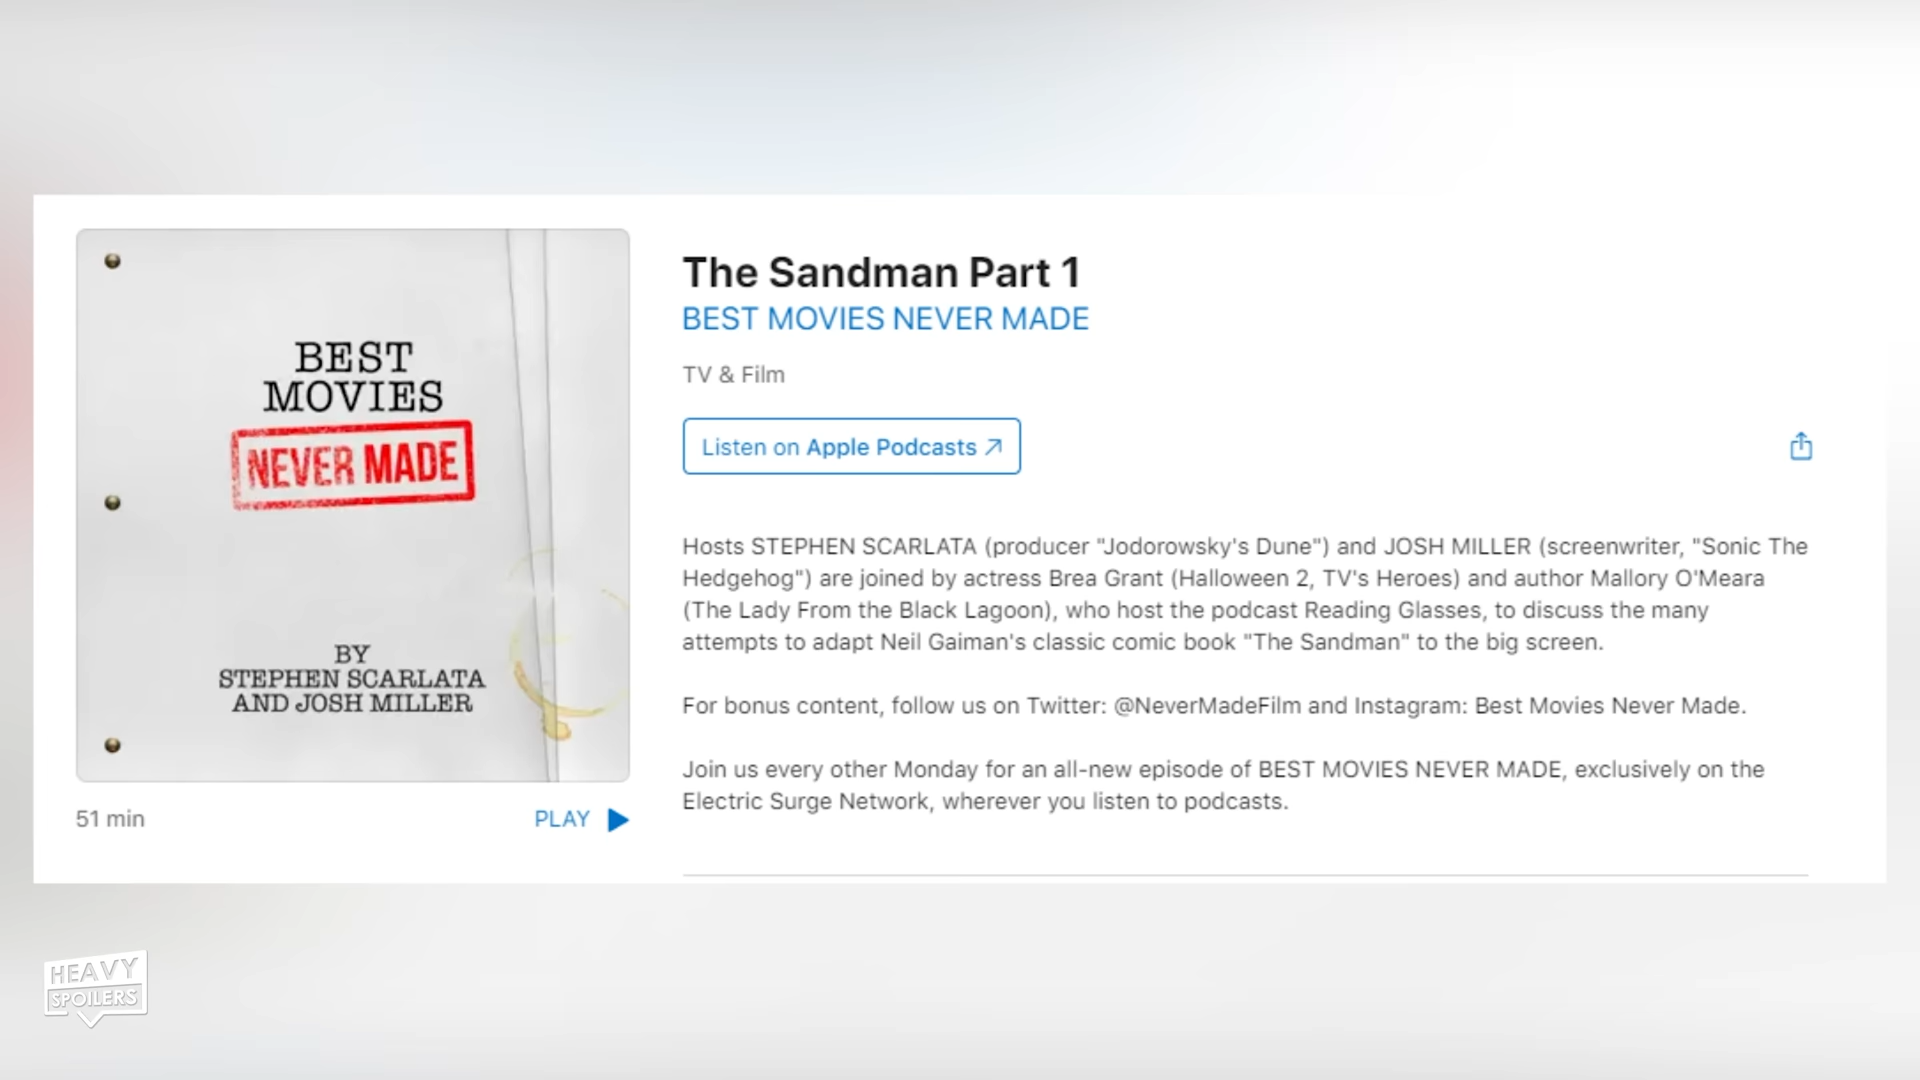 BEST
MOVIES
NEVER MADE
BY
STEPHEN SCARLATA
AND JOSH MILLER
51 min
PLAY
The Sandman Part 1
BEST MOVIES NEVER MADE
TV & Film
Listen on Apple Podcasts
Hosts STEPHEN SCARLATA (producer "Jodorowsky's Dune") and JOSH MILLER (screenwriter, "Sonic The
Hedgehog") are joined by actress Brea Grant (Halloween 2, TV's Heroes) and author Mallory O'Meara
(The Lady From the Black Lagoon), who host the podcast Reading Glasses, to discuss the many
attempts to adapt Neil Gaiman's classic comic book "The Sandman" to the big screen.
For bonus content, follow us on Twitter: @NeverMadeFilm and Instagram: Best Movies Never Made.
Join us every other Monday for an all-new episode of BEST MOVIES NEVER MADE, exclusively on the
Electric Surge Network, wherever you listen to podcasts.
HEAVY
SPOILERS